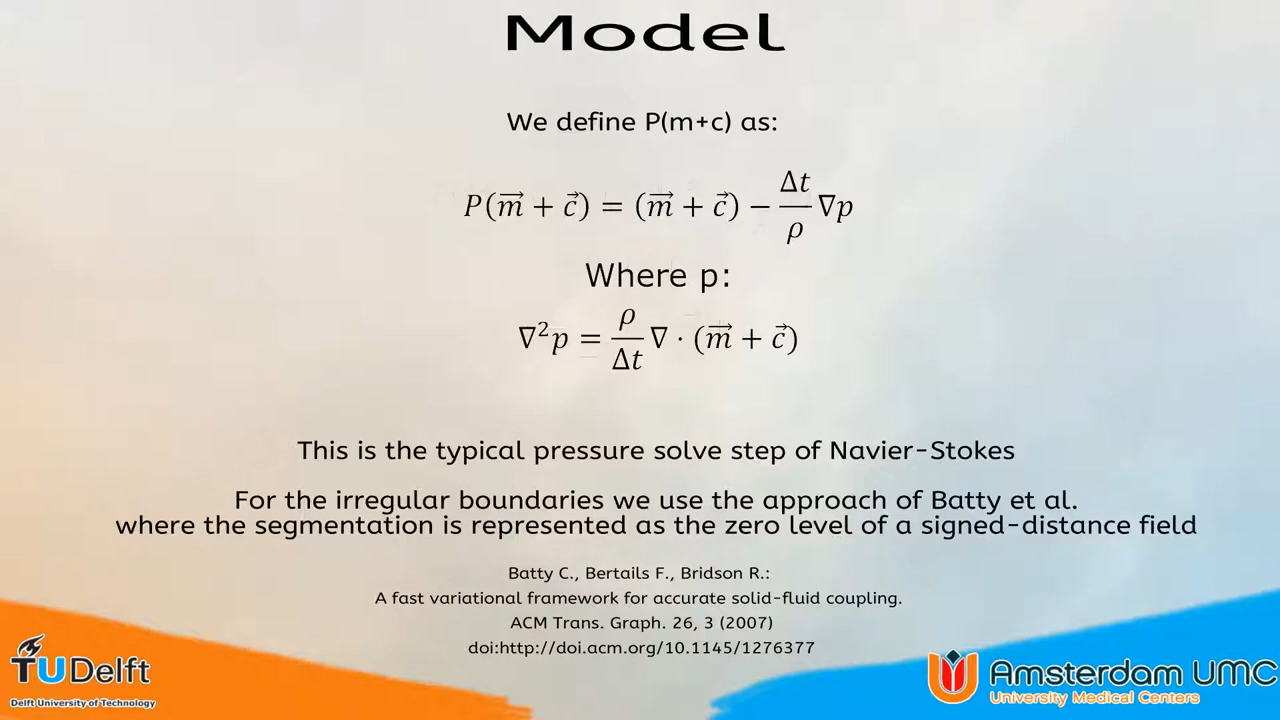 Model
We define P(m+c) as:
P(m⃗ + c⃗) = (m⃗ + c⃗) − Δt/ρ ∇p
Where p:
∇²p = ρ/Δt ∇ · (m⃗ + c⃗)
This is the typical pressure solve step of Navier-Stokes
For the irregular boundaries we use the approach of Batty et al.
where the segmentation is represented as the zero level of a signed-distance field
Batty C., Bertails F., Bridson R.:
A fast variational framework for accurate solid-fluid coupling.
ACM Trans. Graph. 26, 3 (2007)
doi:http://doi.acm.org/10.1145/1276377
TU Delft
Delft University of Technology
Amsterdam UMC
University Medical Centers